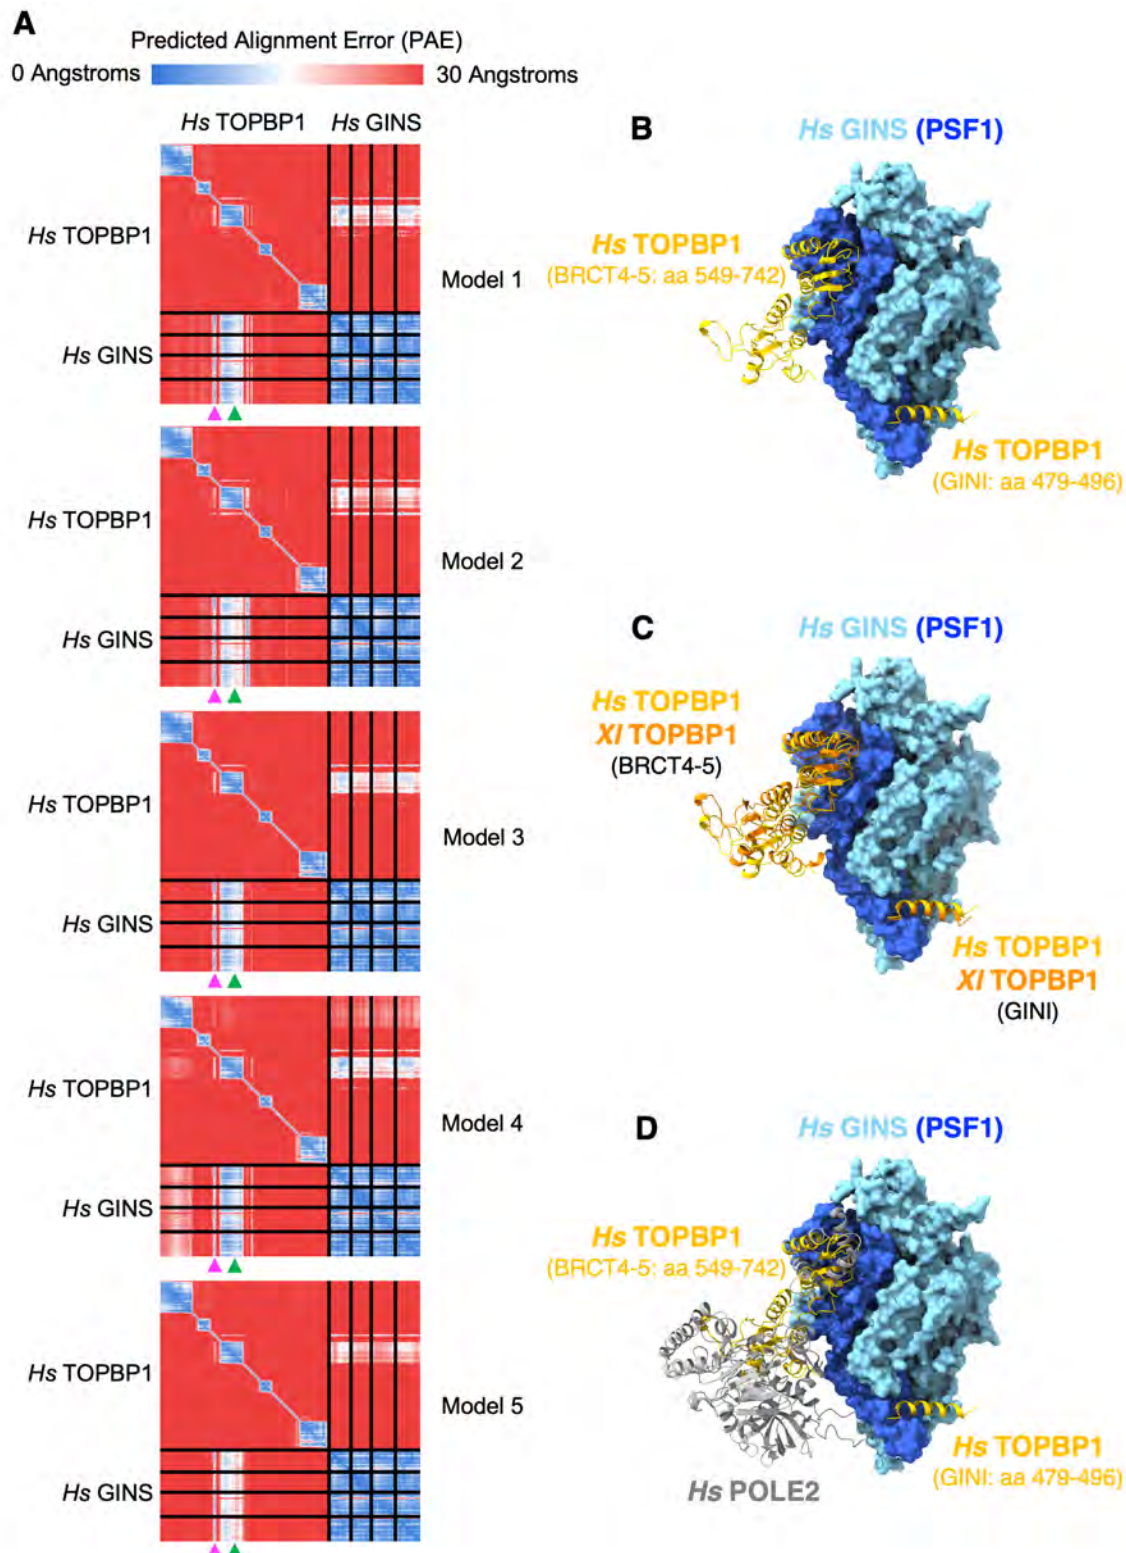 A
Predicted Alignment Error (PAE)
0 Angstroms 30 Angstroms
Hs TOPBP1 Hs GINS
Hs TOPBP1
Model 1
Hs GINS
Hs TOPBP1
Model 2
Hs GINS
Hs TOPBP1
Model 3
Hs GINS
Hs TOPBP1
Model 4
Hs GINS
Hs TOPBP1
Model 5
Hs GINS
B
Hs GINS (PSF1)
Hs TOPBP1
(BRCT4-5: aa 549-742)
Hs TOPBP1
(GINI: aa 479-496)
C
Hs GINS (PSF1)
Hs TOPBP1
Xl TOPBP1
(BRCT4-5)
Hs TOPBP1
Xl TOPBP1
(GINI)
D
Hs GINS (PSF1)
Hs TOPBP1
(BRCT4-5: aa 549-742)
Hs TOPBP1
(GINI: aa 479-496)
Hs POLE2